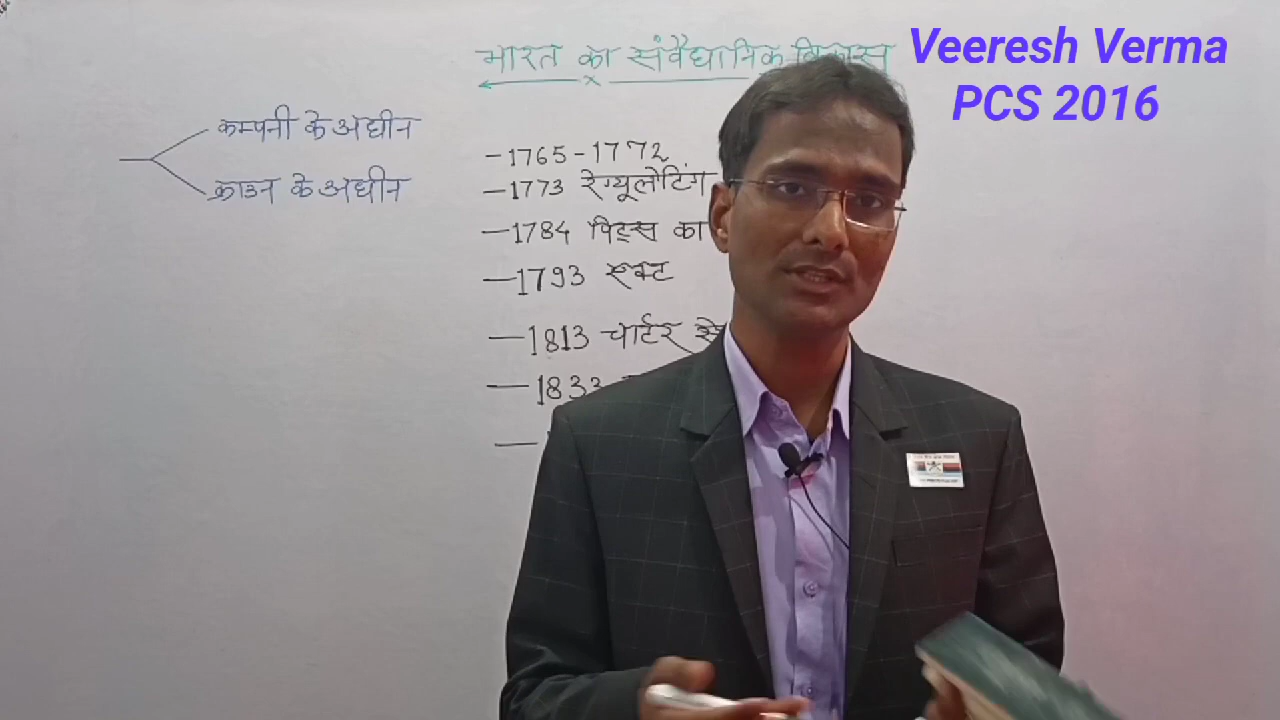 भारत का संवैधानिक विकास
Veeresh Verma
PCS 2016
कम्पनी के अधीन
क्राउन के अधीन
-1765-1772
-1773 रेग्यूलेटिंग
-1784 पिट्स का
-1793 एक्ट
-1813 चार्टर
-1833